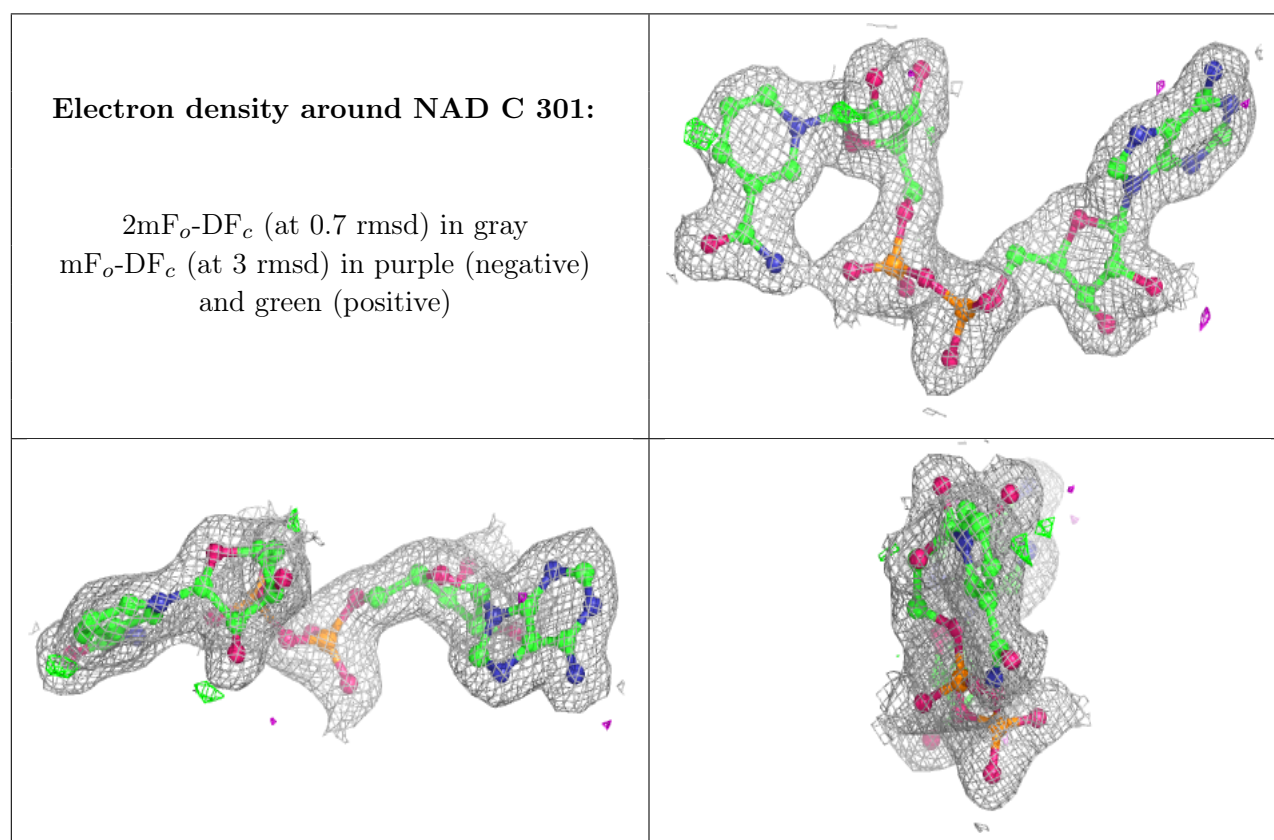 Electron density around NAD C 301:
2mFo-DFc (at 0.7 rmsd) in gray
mFo-DFc (at 3 rmsd) in purple (negative)
and green (positive)